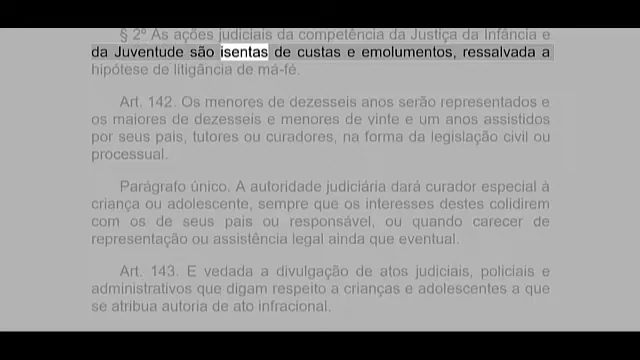 § 2º As ações judiciais da competência da Justiça da Infância e
da Juventude são isentas de custas e emolumentos, ressalvada a
hipótese de litigância de má-fé.
Art. 142. Os menores de dezesseis anos serão representados e
os maiores de dezesseis e menores de vinte e um anos assistidos
por seus pais, tutores ou curadores, na forma da legislação civil ou
processual.
Parágrafo único. A autoridade judiciária dará curador especial à
criança ou adolescente, sempre que os interesses destes colidirem
com os de seus pais ou responsável, ou quando carecer de
representação ou assistência legal ainda que eventual.
Art. 143. E vedada a divulgação de atos judiciais, policiais e
administrativos que digam respeito a crianças e adolescentes a que
se atribua autoria de ato infracional.